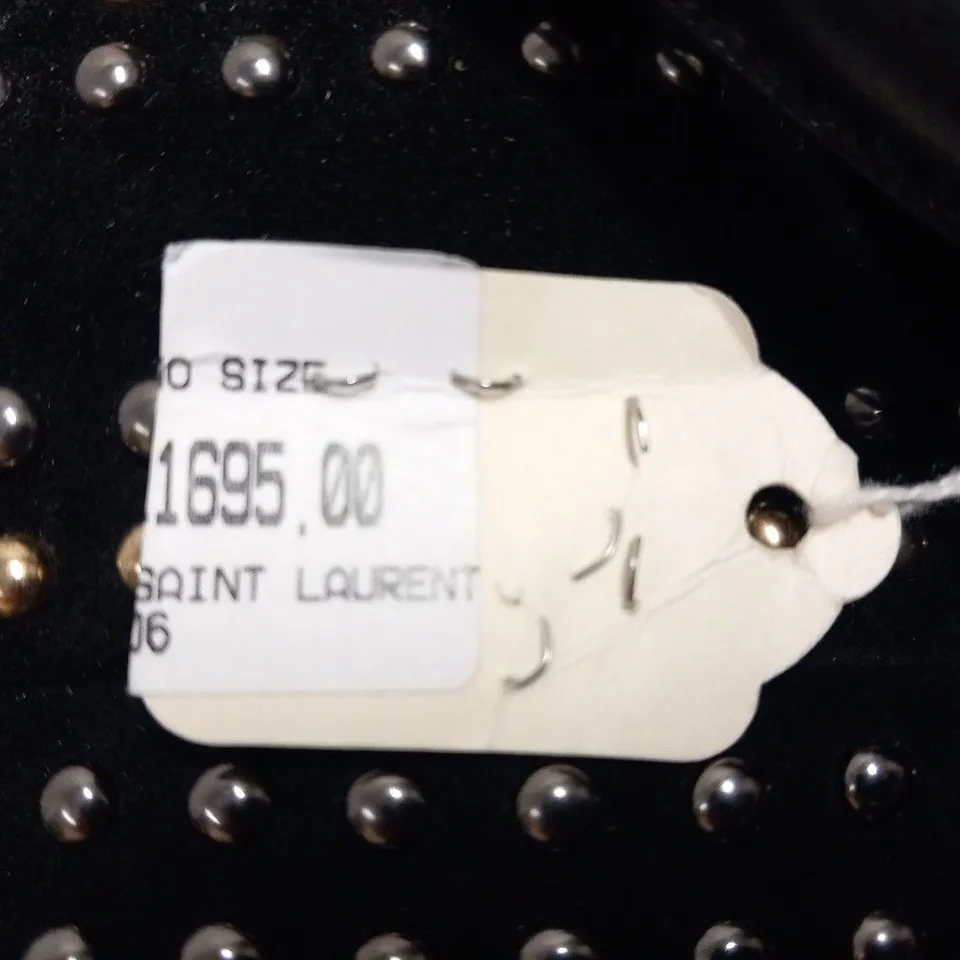 O SIZE
1695.00
SAINT LAURENT
06